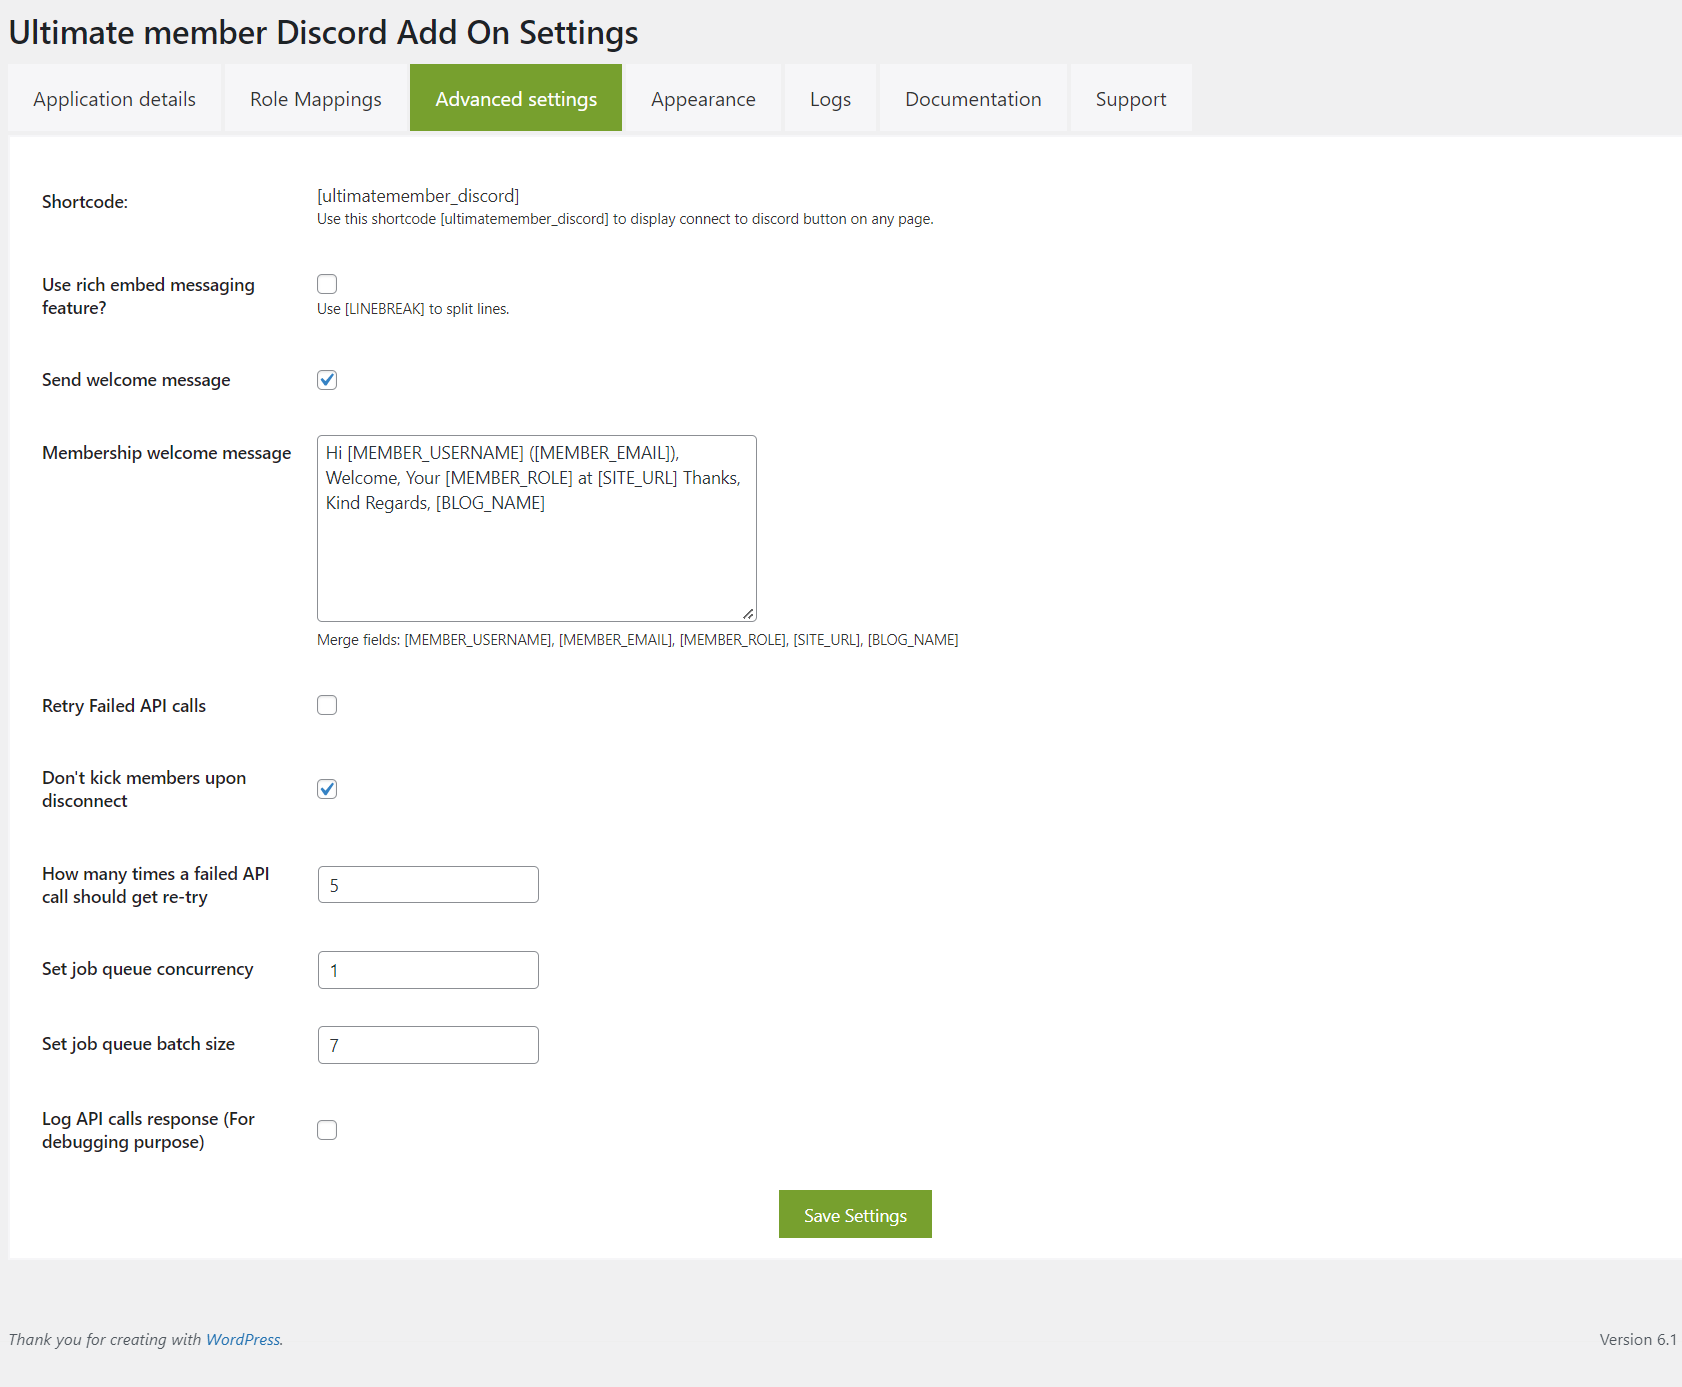 Ultimate member Discord Add On Settings
Application details
Role Mappings
Advanced settings
Appearance
Logs
Documentation
Support
Shortcode:
[ultimatemember_discord]
Use this shortcode [ultimatemember_discord] to display connect to discord button on any page.
Use rich embed messaging
feature?
Use [LINEBREAK] to split lines.
Send welcome message
Membership welcome message
Hi [MEMBER_USERNAME] ([MEMBER_EMAIL]),
Welcome, Your [MEMBER_ROLE] at [SITE_URL] Thanks,
Kind Regards, [BLOG_NAME]
Merge fields: [MEMBER_USERNAME], [MEMBER_EMAIL], [MEMBER_ROLE], [SITE_URL], [BLOG_NAME]
Retry Failed API calls
Don't kick members upon
disconnect
How many times a failed API
call should get re-try
5
Set job queue concurrency
1
Set job queue batch size
7
Log API calls response (For
debugging purpose)
Save Settings
Thank you for creating with WordPress.
Version 6.1